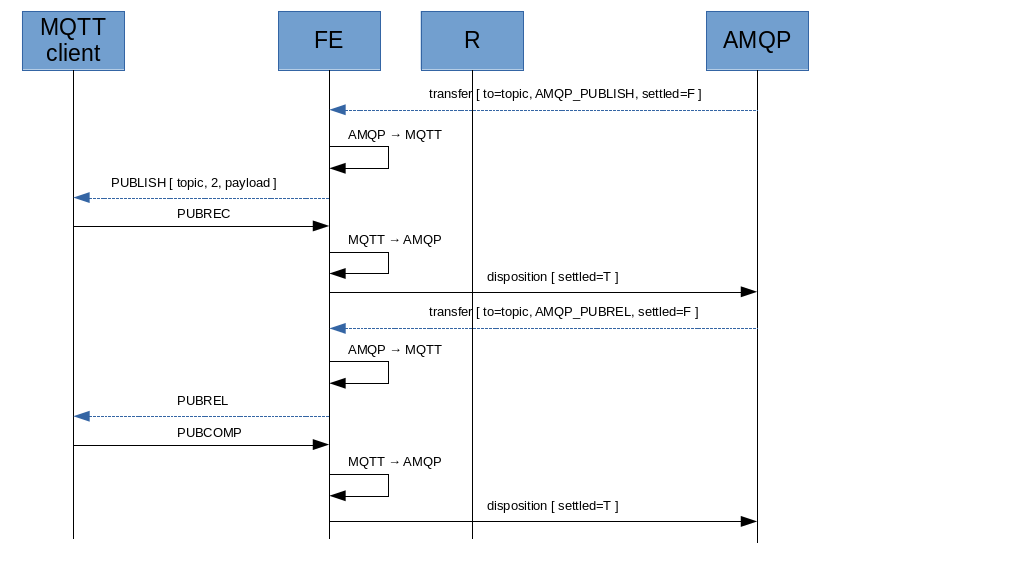 MQTT
client
FE
R
AMQP
transfer [ to=topic, AMQP_PUBLISH, settled=F ]
AMQP → MQTT
PUBLISH [ topic, 2, payload ]
PUBREC
MQTT → AMQP
disposition [ settled=T ]
transfer [ to=topic, AMQP_PUBREL, settled=F ]
AMQP → MQTT
PUBREL
PUBCOMP
MQTT → AMQP
disposition [ settled=T ]